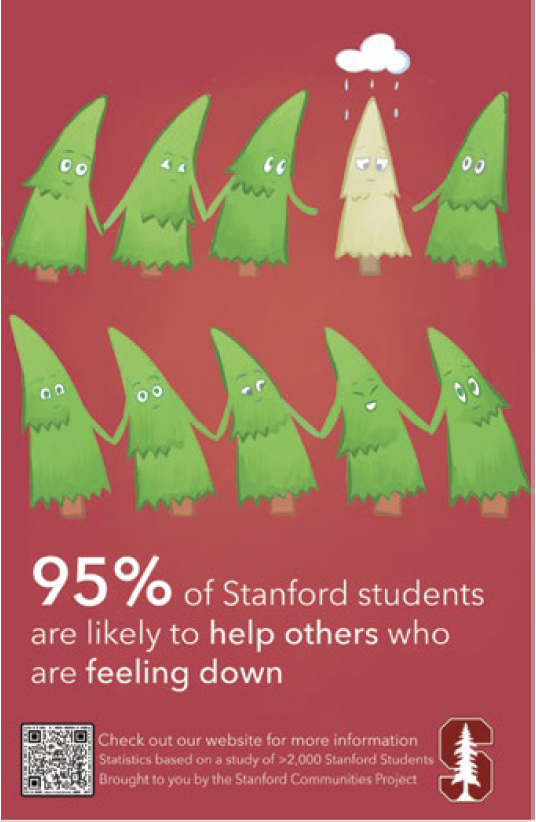 95% of Stanford students
are likely to help others who
are feeling down
Check out our website for more information
Statistics based on a study of >2,000 Stanford Students
Brought to you by the Stanford Communities Project
S